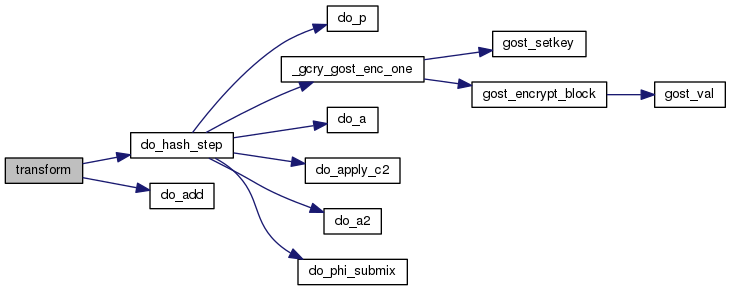 do_p
gost_setkey
_gcry_gost_enc_one
gost_encrypt_block
gost_val
do_a
do_hash_step
transform
do_apply_c2
do_add
do_a2
do_phi_submix